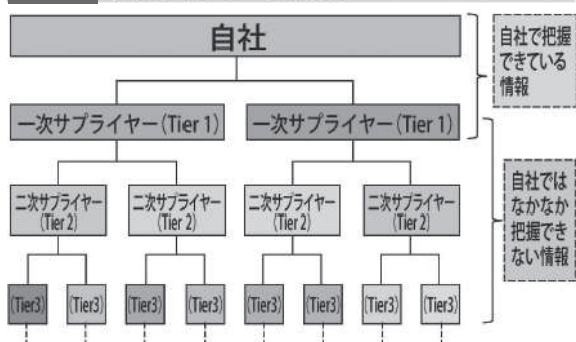 自社
自社で把握
できている
情報
一次サプライヤー(Tier 1)
一次サプライヤー(Tier 1)
二次サプライヤー
(Tier 2)
二次サプライヤー
(Tier 2)
二次サプライヤー
(Tier 2)
二次サプライヤー
(Tier 2)
自社では
なかなか
把握でき
ない情報
(Tier3)
(Tier3)
(Tier3)
(Tier3)
(Tier3)
(Tier3)
(Tier3)
(Tier3)